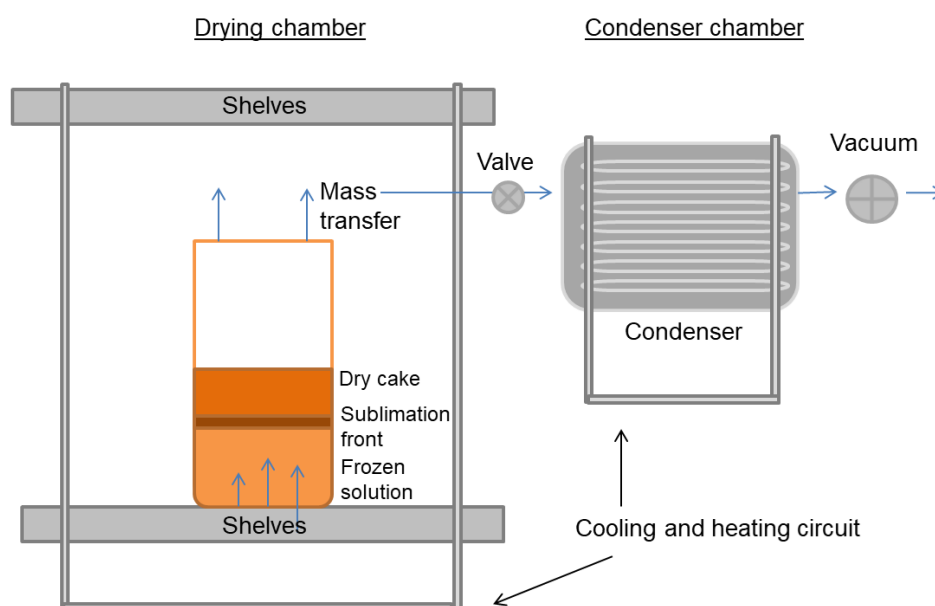 Drying chamber
Condenser chamber
Shelves
Valve
Vacuum
Mass
transfer
Condenser
Dry cake
Sublimation
front
Frozen
solution
Shelves
Cooling and heating circuit